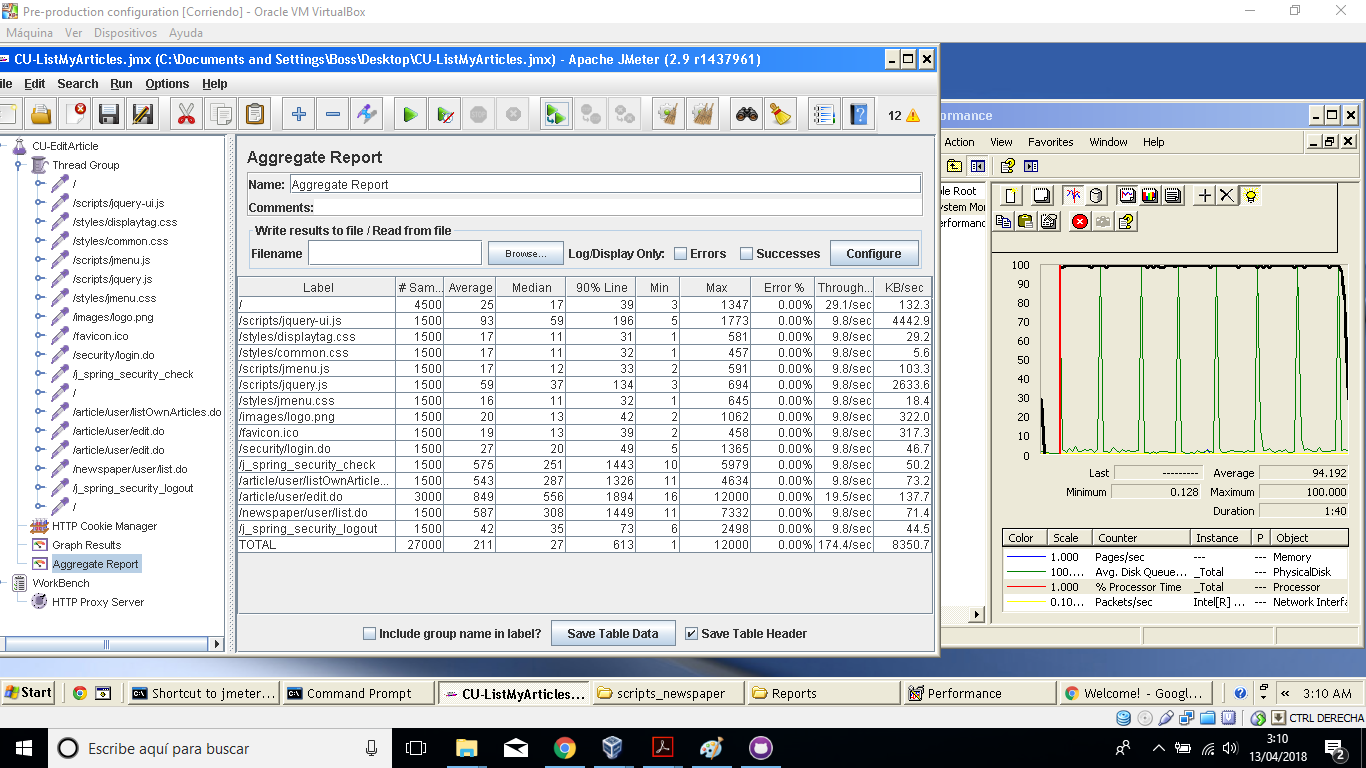 Pre-production configuration [Corriendo] - Oracle VM VirtualBox
Máquina Ver Dispositivos Ayuda
CU-ListMyArticles.jmx (C:\Documents and Settings\Boss\Desktop\CU-ListMyArticles.jmx) - Apache JMeter (2.9 r1437961)
ile Edit Search Run Options Help
12
CU-EditArticle
Thread Group
/
/scripts/jquery-ui.js
/styles/displaytag.css
/styles/common.css
/scripts/jmenu.js
/scripts/jquery.js
/styles/jmenu.css
/images/logo.png
/favicon.ico
/security/login.do
/j_spring_security_check
/
/article/user/listOwnArticles.do
/article/user/edit.do
/article/user/edit.do
/newspaper/user/list.do
/j_spring_security_logout
/
HTTP Cookie Manager
Graph Results
Aggregate Report
WorkBench
HTTP Proxy Server
Aggregate Report
Name: Aggregate Report
Comments:
Write results to file / Read from file
Filename Browse... Log/Display Only: Errors Successes Configure
Label # Sam... Average Median 90% Line Min Max Error % Through... KB/sec
/ 4500 25 17 39 3 1347 0.00% 29.1/sec 132.3
/scripts/jquery-ui.js 1500 93 59 196 5 1773 0.00% 9.8/sec 4442.9
/styles/displaytag.css 1500 17 11 31 1 581 0.00% 9.8/sec 29.2
/styles/common.css 1500 17 11 32 1 457 0.00% 9.8/sec 5.6
/scripts/jmenu.js 1500 17 12 33 2 591 0.00% 9.8/sec 103.3
/scripts/jquery.js 1500 59 37 134 3 694 0.00% 9.8/sec 2633.6
/styles/jmenu.css 1500 16 11 32 1 645 0.00% 9.8/sec 18.4
/images/logo.png 1500 20 13 42 2 1062 0.00% 9.8/sec 322.0
/favicon.ico 1500 19 13 39 2 458 0.00% 9.8/sec 317.3
/security/login.do 1500 27 20 49 5 1365 0.00% 9.8/sec 46.7
/j_spring_security_check 1500 575 251 1443 10 5979 0.00% 9.8/sec 50.2
/article/user/listOwnArticle... 1500 543 287 1326 11 4634 0.00% 9.8/sec 73.2
/article/user/edit.do 3000 849 556 1894 16 12000 0.00% 19.5/sec 137.7
/newspaper/user/list.do 1500 587 308 1449 11 7332 0.00% 9.8/sec 71.4
/j_spring_security_logout 1500 42 35 73 6 2498 0.00% 9.8/sec 44.5
TOTAL 27000 211 27 613 1 12000 0.00% 174.4/sec 8350.7
Include group name in label? Save Table Data Save Table Header
ormance
Action View Favorites Window Help
ole Root
ystem Mo
erformanc
100
90
80
70
60
50
40
30
20
10
0
Last --------- Average 94.192
Minimum 0.128 Maximum 100.000
Duration 1:40
Color Scale Counter Instance P Object
1.000 Pages/sec --- --- Memory
100.... Avg. Disk Queue... _Total --- PhysicalDisk
1.000 % Processor Time _Total --- Processor
0.10... Packets/sec Intel[R] ... --- Network Interfa
Start Shortcut to jmeter... Command Prompt CU-ListMyArticles... scripts_newspaper Reports Performance Welcome! - Googl... « 3:10 AM
CTRL DERECHA
Escribe aquí para buscar
3:10
13/04/2018
2